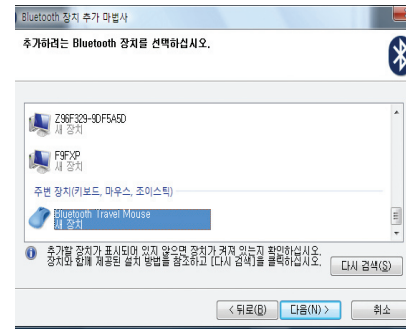 Bluetooth 장치 추가 마법사
추가하려는 Bluetooth 장치를 선택하십시오.
Z96F329-9DF5A5D
새 장치
F9FXP
새 장치
주변 장치(키보드, 마우스, 조이스틱)
Bluetooth Travel Mouse
새 장치
추가할 장치가 표시되어 있지 않으면 장치가 켜져 있는지 확인하십시오.
장치와 함께 제공된 설치 방법을 참조하고 [다시 검색]을 클릭하십시오.
다시 검색(S)
< 뒤로(B)
다음(N) >
취소